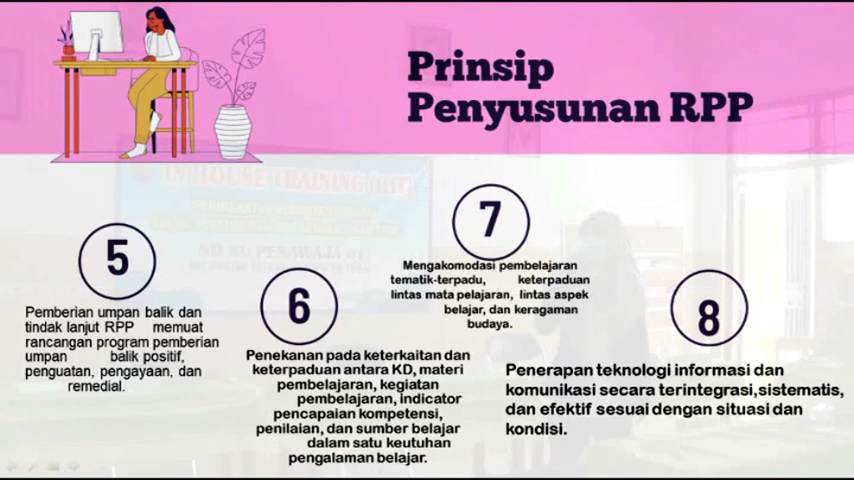 Prinsip
Penyusunan RPP
5
Pemberian umpan balik dan
tindak lanjut RPP memuat
rancangan program pemberian
umpan balik positif,
penguatan, pengayaan, dan
remedial.
6
Penekanan pada keterkaitan dan
keterpaduan antara KD, materi
pembelajaran, kegiatan
pembelajaran, indicator
pencapaian kompetensi,
penilaian, dan sumber belajar
dalam satu keutuhan
pengalaman belajar.
7
Mengakomodasi pembelajaran
tematik-terpadu, keterpaduan
lintas mata pelajaran, lintas aspek
belajar, dan keragaman
budaya.
8
Penerapan teknologi informasi dan
komunikasi secara terintegrasi,sistematis,
dan efektif sesuai dengan situasi dan
kondisi.
INHOUSE TRAINING (IHT)